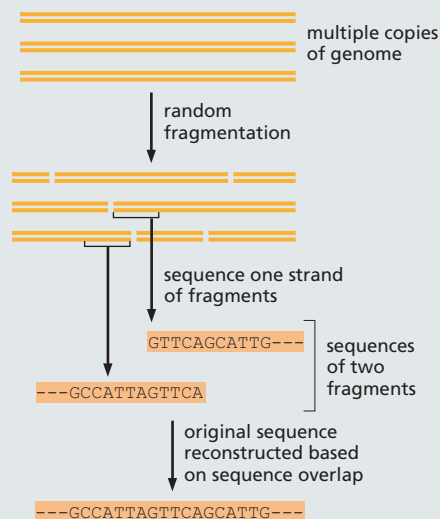 multiple copies
of genome
random
fragmentation
sequence one strand
of fragments
GTTCAGCATTG---
sequences
of two
fragments
---GCCATTAGTTCA
original sequence
reconstructed based
on sequence overlap
---GCCATTAGTTCAGCATTG---